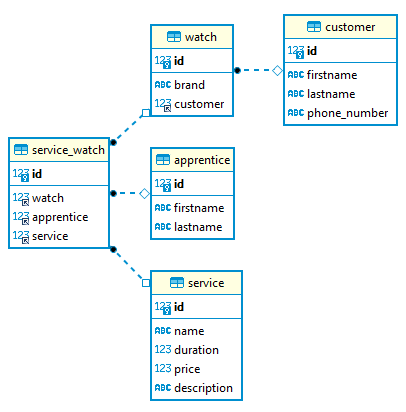 watch
123 id
ABC brand
123 customer
customer
123 id
ABC firstname
ABC lastname
ABC phone_number
service_watch
123 id
123 watch
123 apprentice
123 service
apprentice
123 id
ABC firstname
ABC lastname
service
123 id
ABC name
123 duration
123 price
ABC description